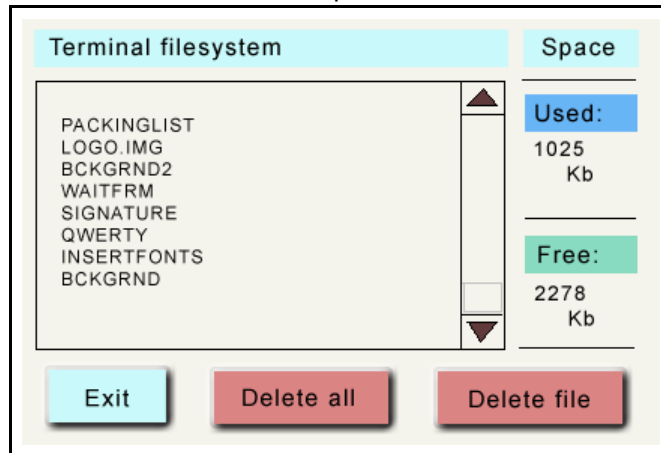 Terminal filesystem
Space
PACKINGLIST
LOGO.IMG
BCKGRND2
WAITFRM
SIGNATURE
QWERTY
INSERTFONTS
BCKGRND
Used:
1025
Kb
Free:
2278
Kb
Exit
Delete all
Delete file